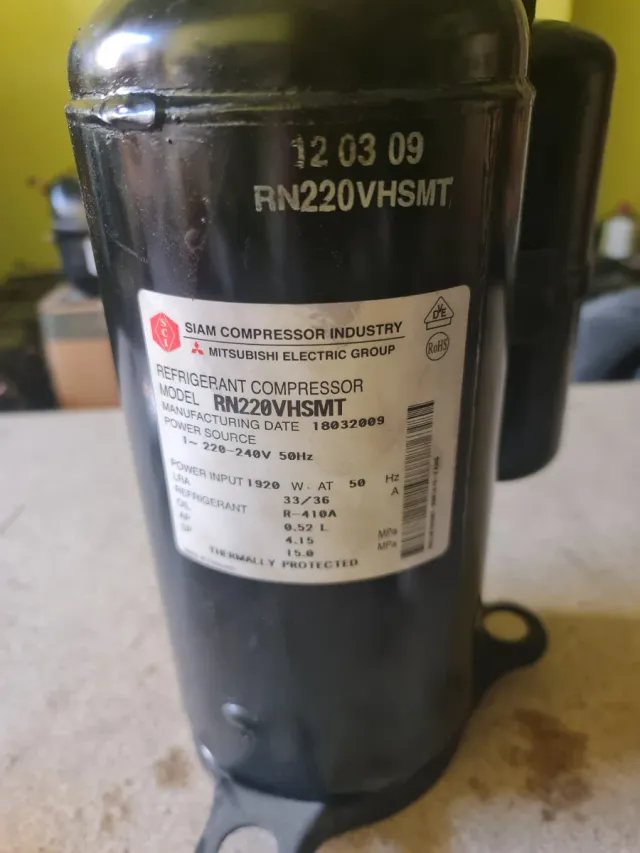 12 03 09
RN220VHSMT
SCI
SIAM COMPRESSOR INDUSTRY
MITSUBISHI ELECTRIC GROUP
DVE
RoHS
REFRIGERANT COMPRESSOR
MODEL RN220VHSMT
MANUFACTURING DATE 18032009
POWER SOURCE
1~ 220-240V 50Hz
POWER INPUT 1920 W. AT 50 Hz
LRA 33/36 A
REFRIGERANT R-410A
OIL 0.52 L
4.15 MPa
15.0 MPa
THERMALLY PROTECTED